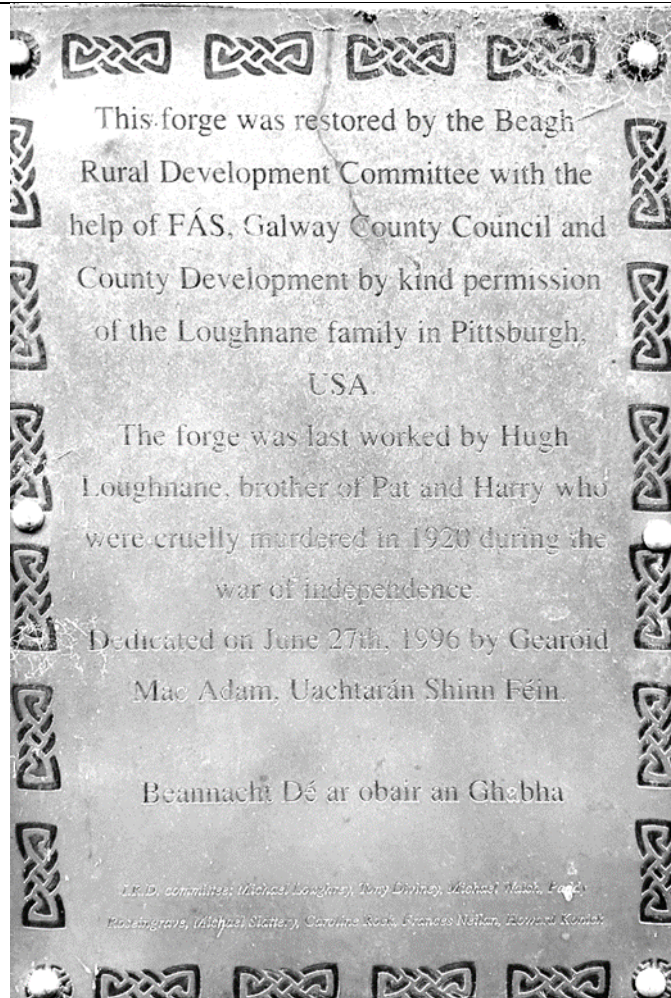 This forge was restored by the Beagh
Rural Development Committee with the
help of FÁS, Galway County Council and
County Development by kind permission
of the Loughnane family in Pittsburgh,
USA.
The forge was last worked by Hugh
Loughnane, brother of Pat and Harry who
were cruelly murdered in 1920 during the
war of independence.
Dedicated on June 27th, 1996 by Gearóid
Mac Adam, Uachtarán Shinn Féin.
Beannacht Dé ar obair an Ghabha
committee; Michael Loughrey, Tony Diviney, Michael Walsh, Paddy
Roseingrave, Michael Slattery, Caroline Frances Neilan, Howard